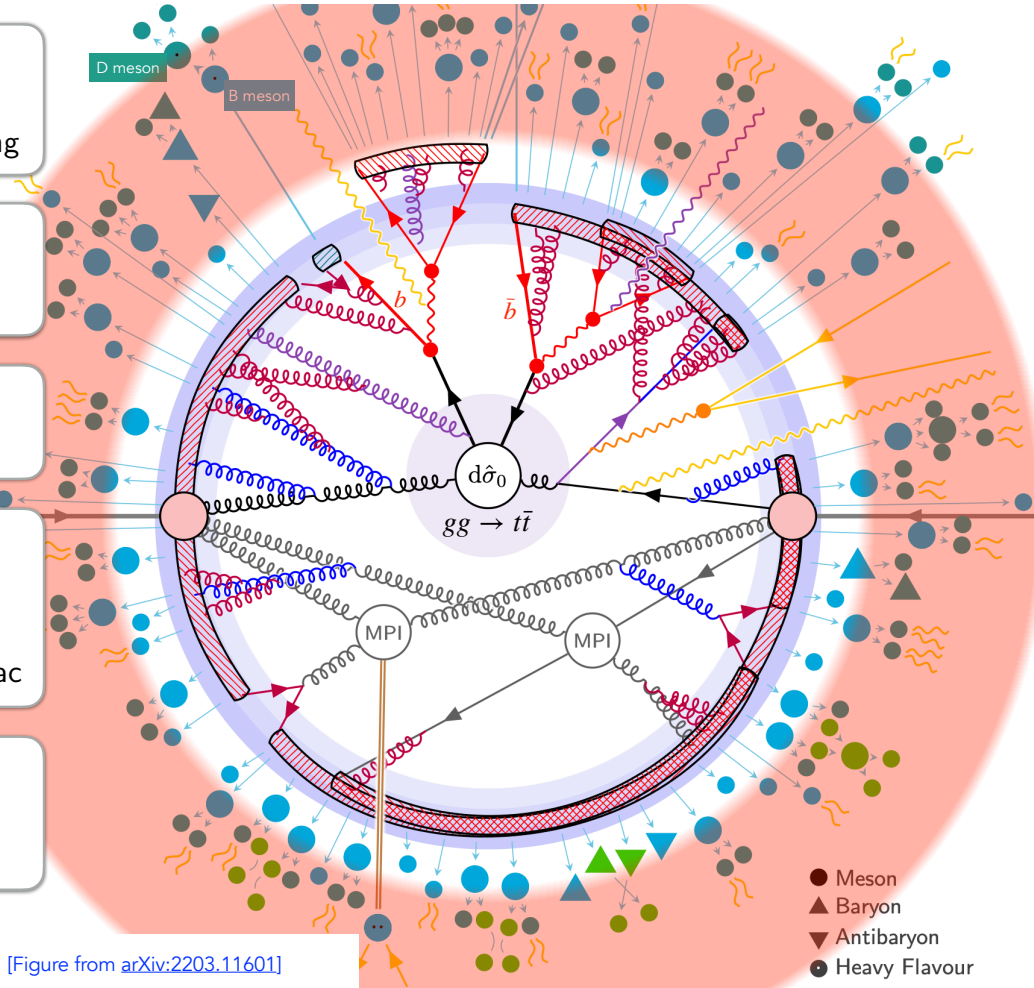 D meson
B meson
ng
b
b̄
dσ̂₀
gg → tt̄
MPI
MPI
ac
Meson
Baryon
Antibaryon
Heavy Flavour
[Figure from arXiv:2203.11601]